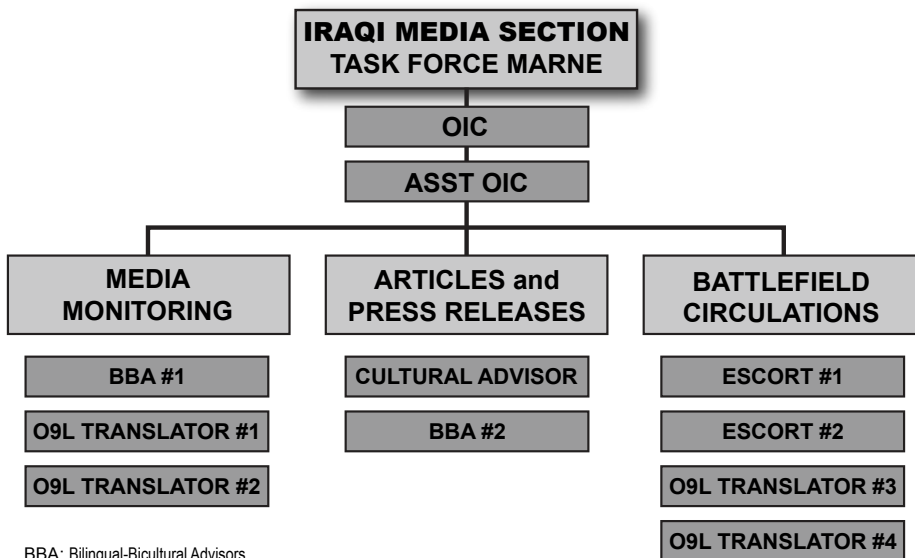 IRAQI MEDIA SECTION
TASK FORCE MARNE
OIC
ASST OIC
MEDIA
MONITORING
BBA #1
O9L TRANSLATOR #1
O9L TRANSLATOR #2
ARTICLES and
PRESS RELEASES
CULTURAL ADVISOR
BBA #2
BATTLEFIELD
CIRCULATIONS
ESCORT #1
ESCORT #2
O9L TRANSLATOR #3
O9L TRANSLATOR #4
BBA: Bilingual-Bicultural Advisors